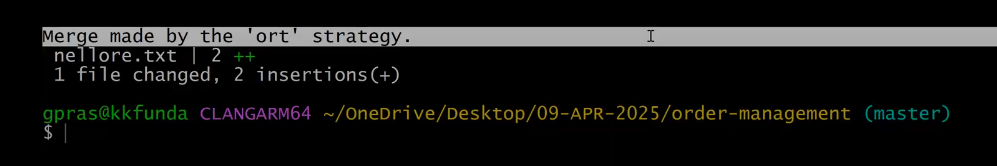 Merge made by the 'ort' strategy.
nellore.txt | 2 ++
1 file changed, 2 insertions(+)
gpras@kkfunda CLANGARM64 ~/OneDrive/Desktop/09-APR-2025/order-management (master)
$